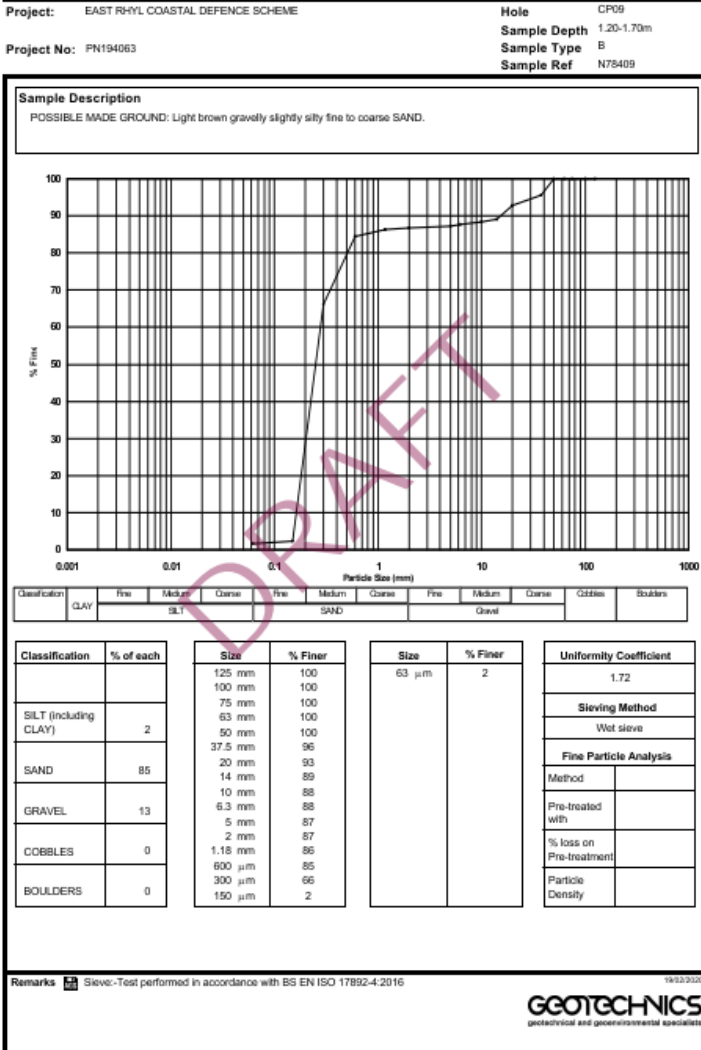 Project: EAST RHYL COASTAL DEFENCE SCHEME
Hole CP09
Sample Depth 1.20-1.70m
Project No: PN194063
Sample Type B
Sample Ref N78409
Sample Description
POSSIBLE MADE GROUND: Light brown gravelly slightly silty fine to coarse SAND.
100
90
80
70
60
50
40
30
20
10
0
% Finer
0.001 0.01 0.1 1 10 100 1000
Particle Size (mm)
DRAFT
Classification CLAY Fine Medium Coarse Fine Medium Coarse Fine Medium Coarse Cobbles Boulders
SILT SAND Gravel
Classification % of each
SILT (including CLAY) 2
SAND 85
GRAVEL 13
COBBLES 0
BOULDERS 0
Size % Finer
125 mm 100
100 mm 100
75 mm 100
63 mm 100
50 mm 100
37.5 mm 96
20 mm 93
14 mm 89
10 mm 88
6.3 mm 88
5 mm 87
2 mm 87
1.18 mm 86
600 µm 85
300 µm 66
150 µm 2
Size % Finer
63 µm 2
Uniformity Coefficient
1.72
Sieving Method
Wet sieve
Fine Particle Analysis
Method
Pre-treated with
% loss on Pre-treatment
Particle Density
Remarks Sieve:-Test performed in accordance with BS EN ISO 17892-4:2016
19/02/2020
GEOTECHNICS
geotechnical and geoenvironmental specialists